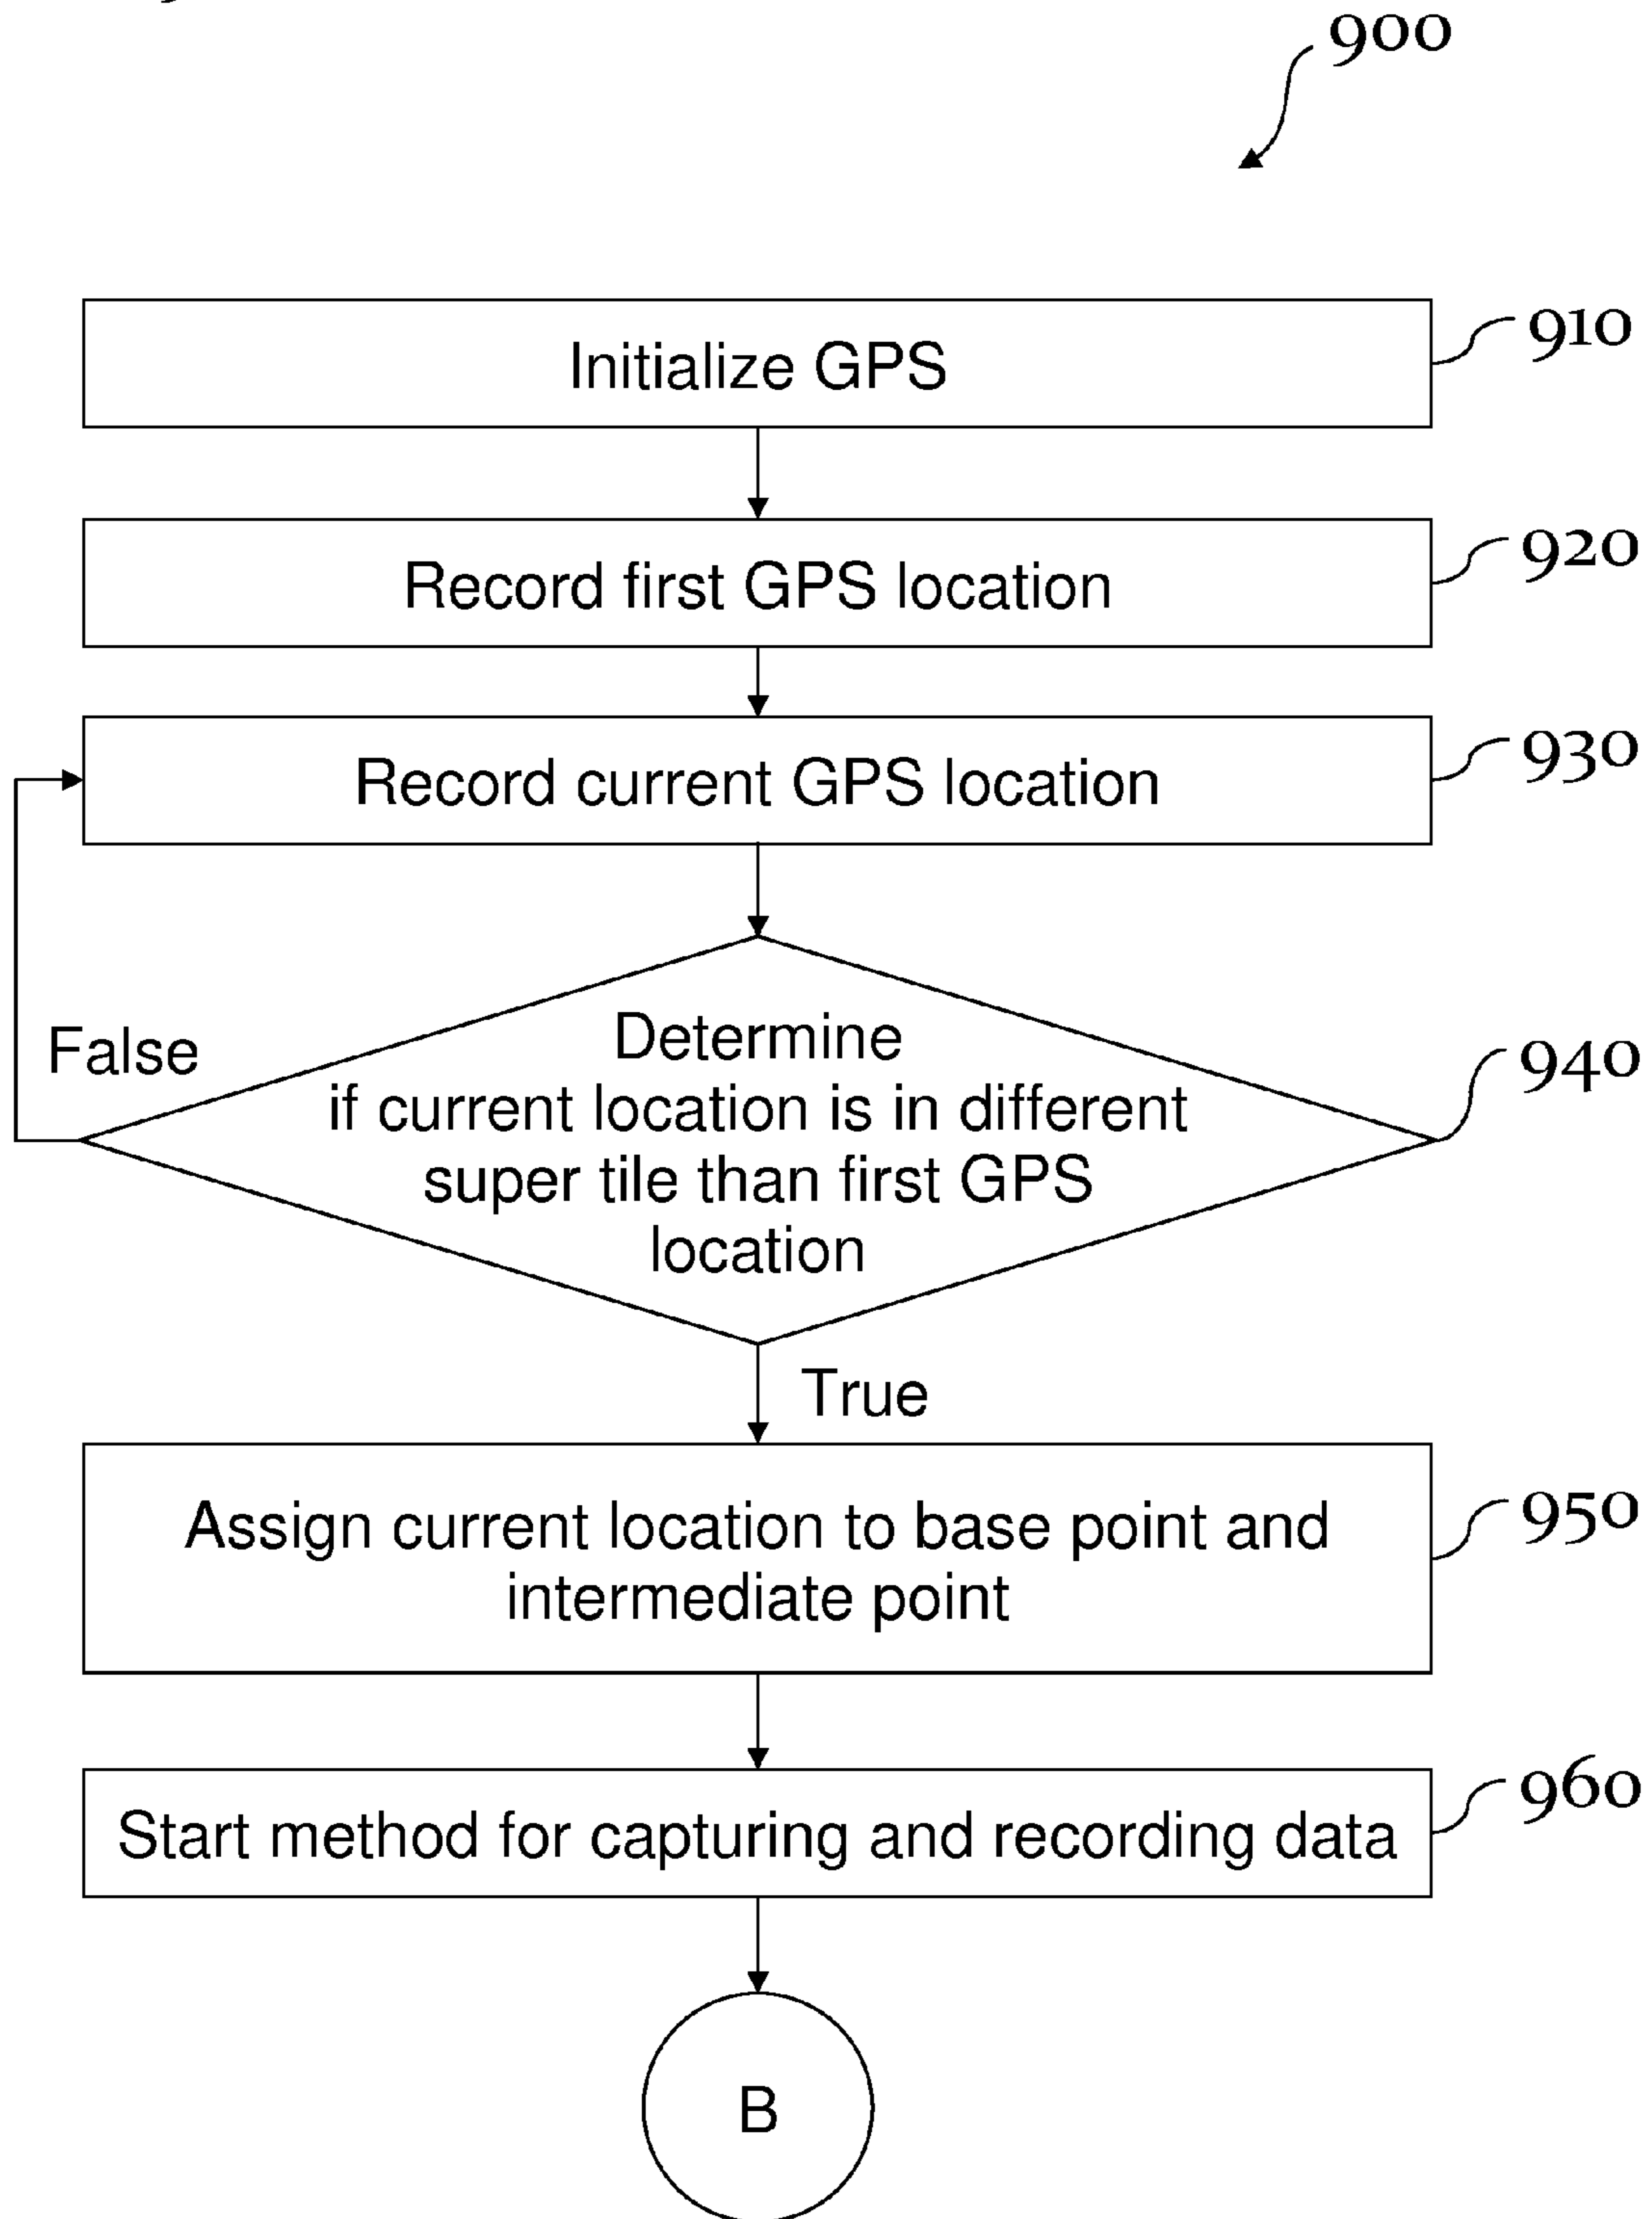 900
Initialize GPS
910
Record first GPS location
920
Record current GPS location
930
False
Determine
if current location is in different
super tile than first GPS
location
940
True
Assign current location to base point and
intermediate point
950
Start method for capturing and recording data
960
B